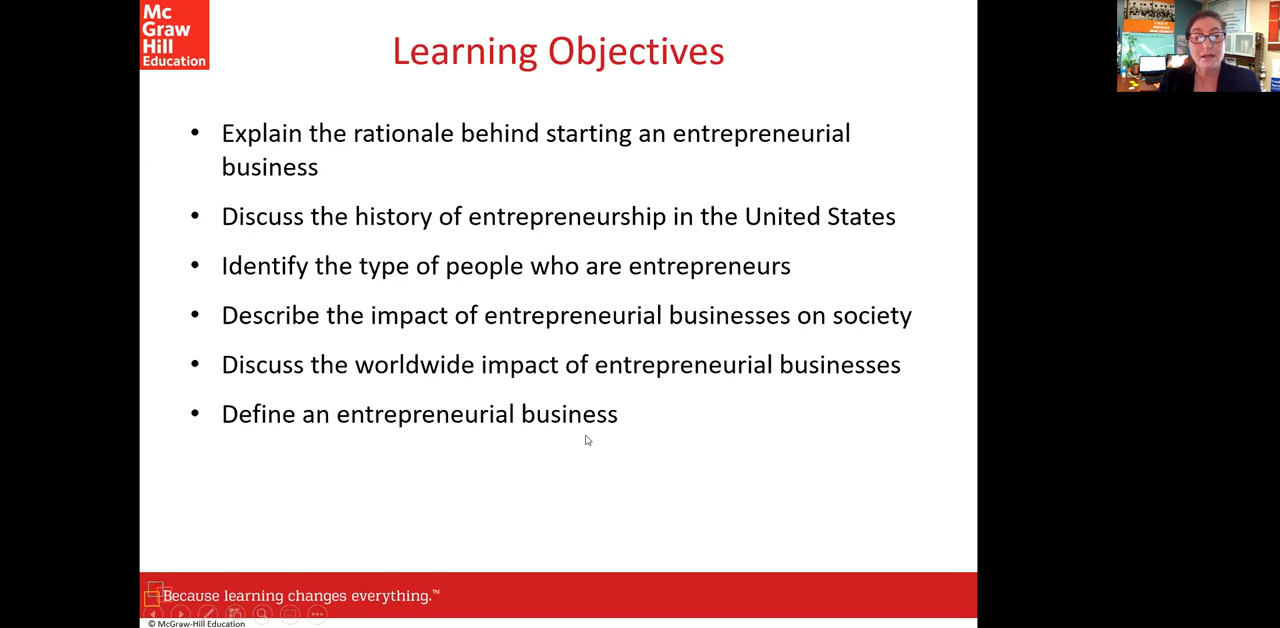 Mc
Graw
Hill
Education
Learning Objectives
• Explain the rationale behind starting an entrepreneurial
business
• Discuss the history of entrepreneurship in the United States
• Identify the type of people who are entrepreneurs
• Describe the impact of entrepreneurial businesses on society
• Discuss the worldwide impact of entrepreneurial businesses
• Define an entrepreneurial business
Because learning changes everything.™
© McGraw-Hill Education